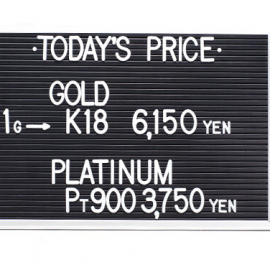 ·TODAY'S PRICE·
GOLD
1G→ K18 6,150 YEN
PLATINUM
PT900 3,750 YEN